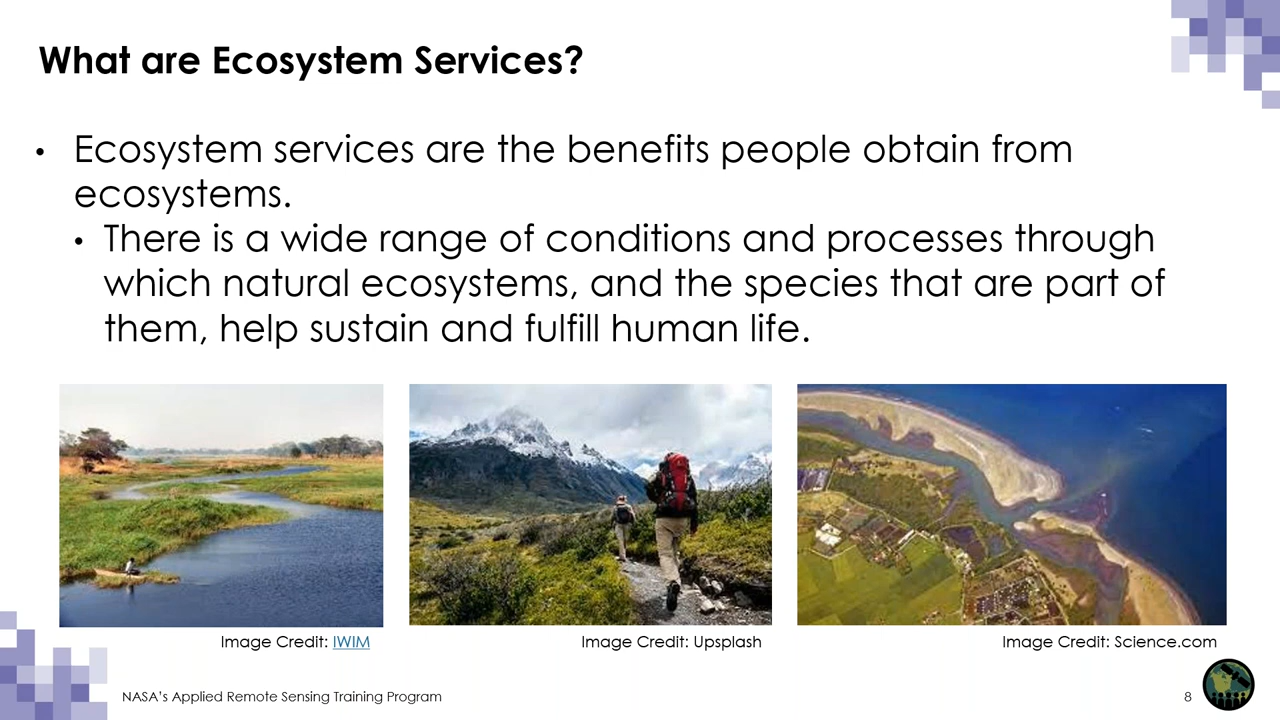 What are Ecosystem Services?
• Ecosystem services are the benefits people obtain from
ecosystems.
• There is a wide range of conditions and processes through
which natural ecosystems, and the species that are part of
them, help sustain and fulfill human life.
Image Credit: IWIM
Image Credit: Upsplash
Image Credit: Science.com
NASA's Applied Remote Sensing Training Program
8